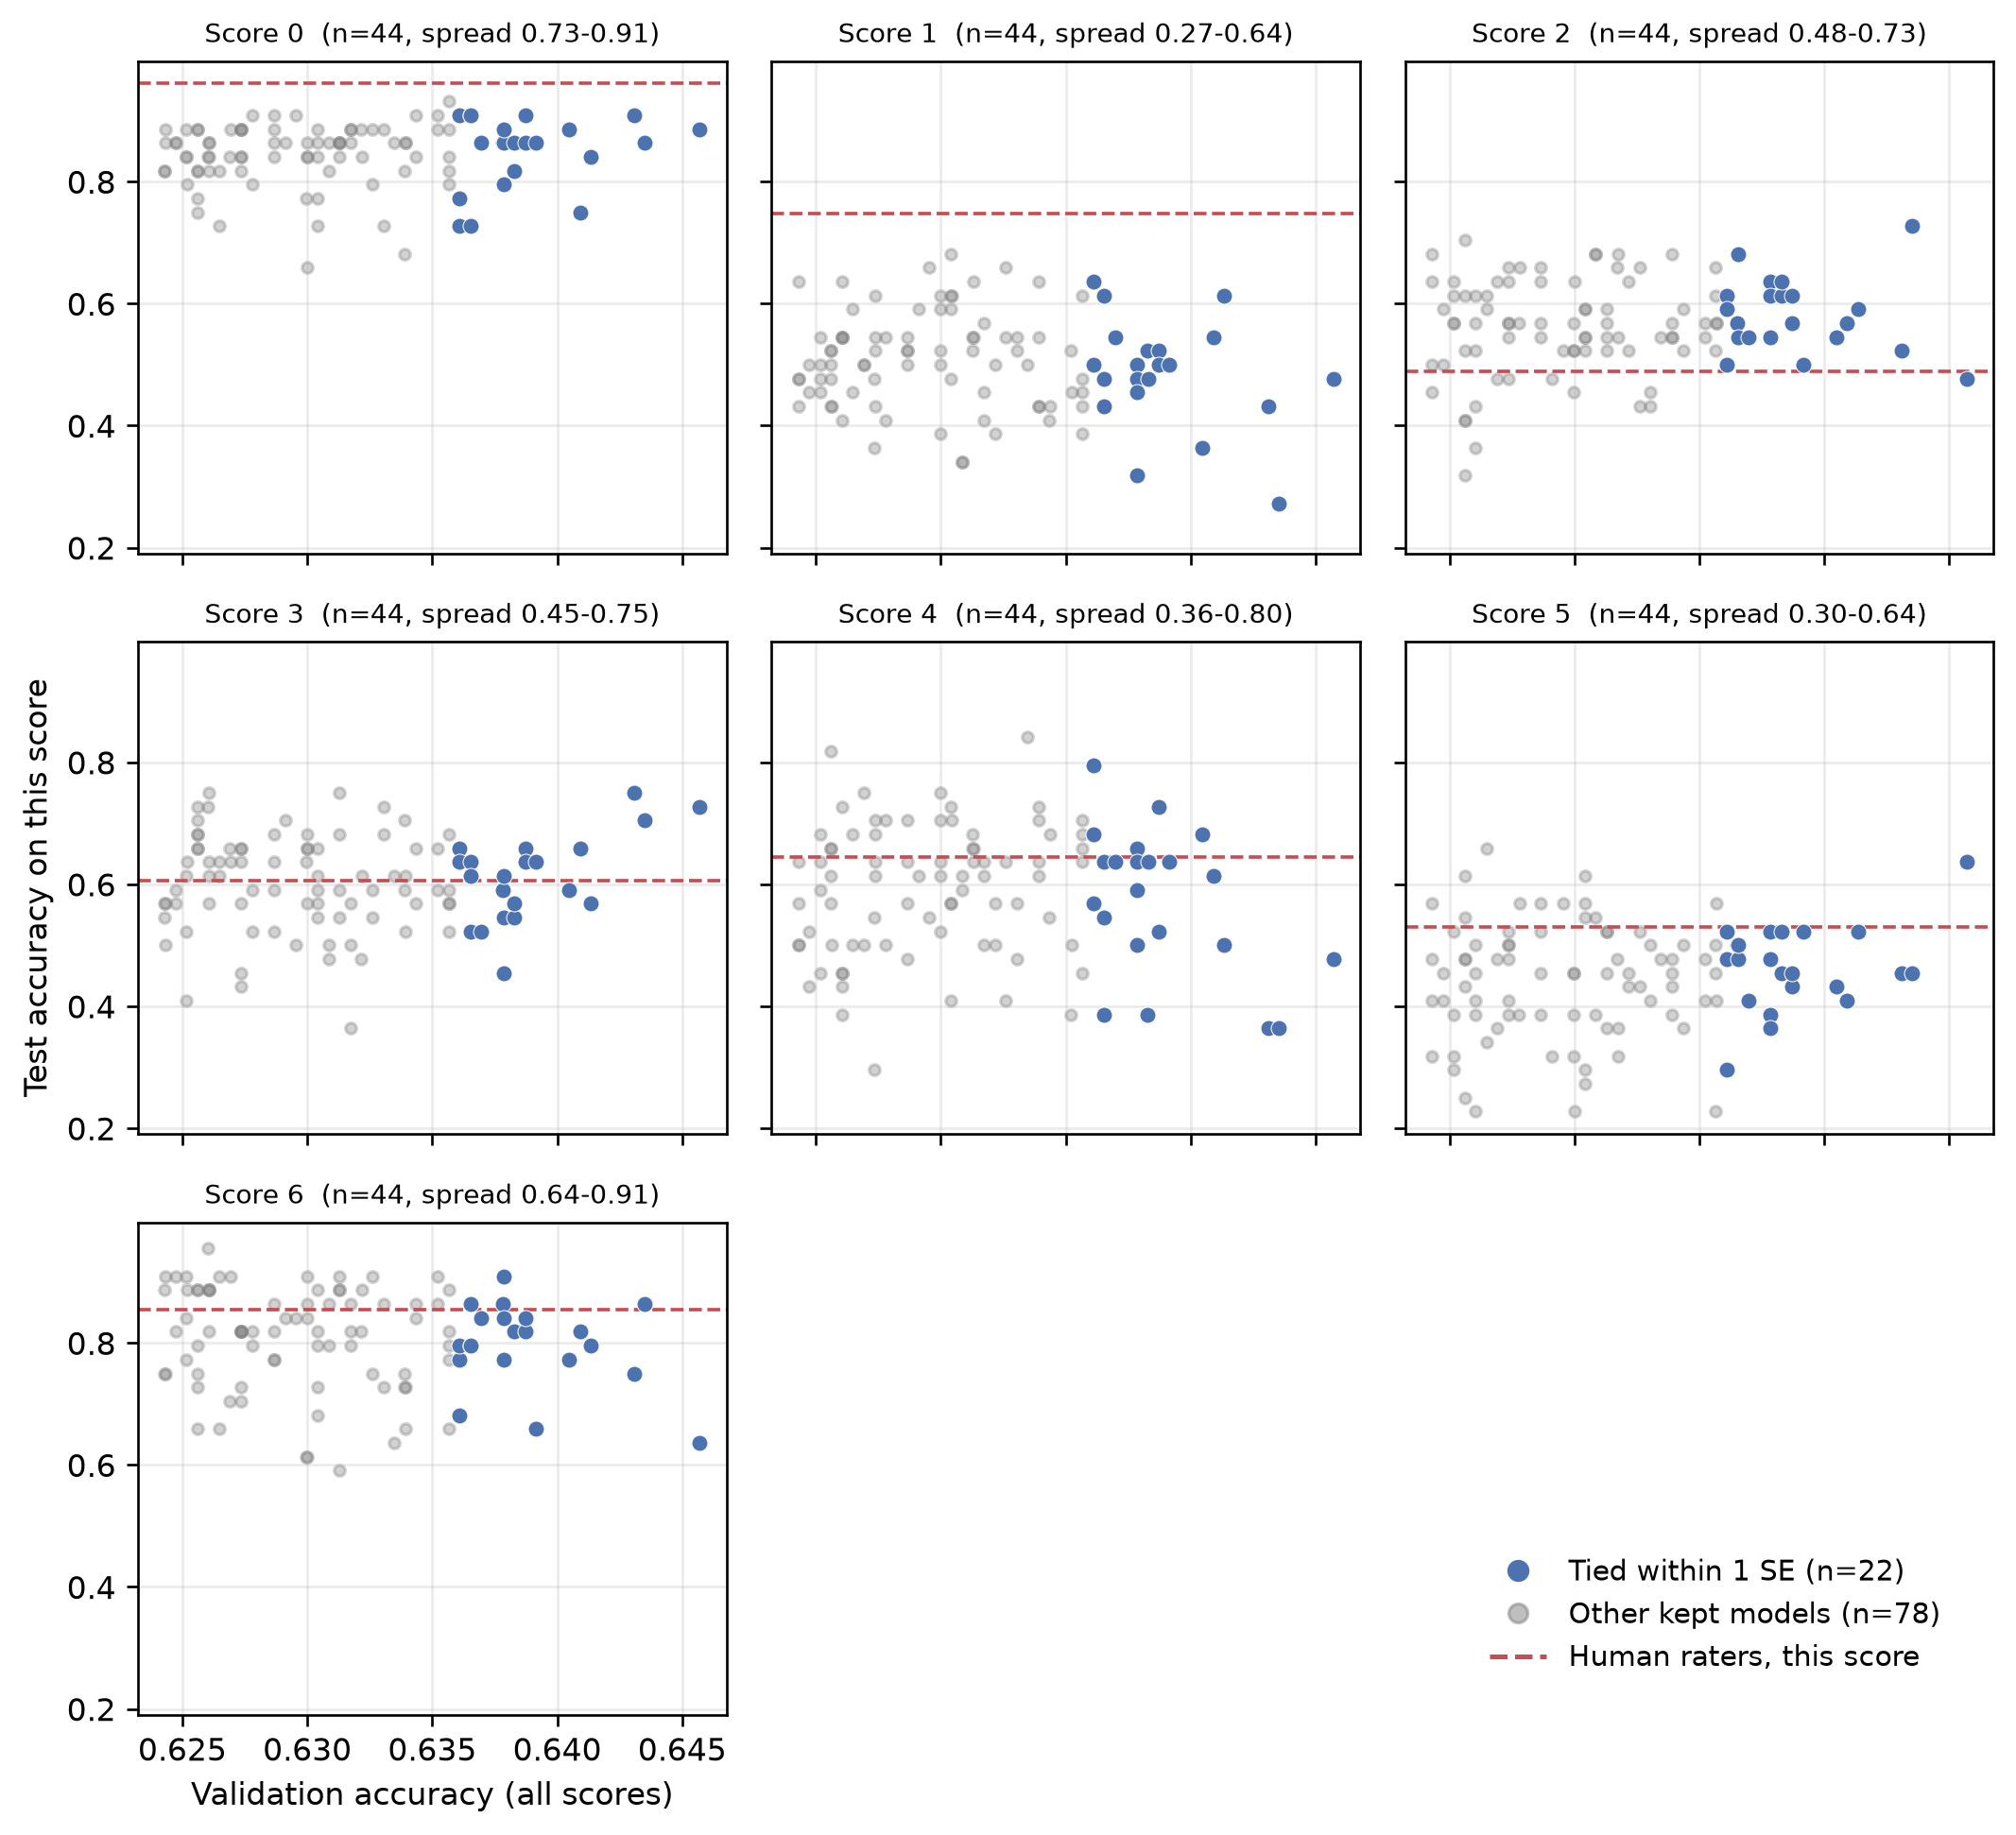 Score 0  (n=44, spread 0.73-0.91)
Score 1  (n=44, spread 0.27-0.64)
Score 2  (n=44, spread 0.48-0.73)
0.8
0.6
0.4
0.2
Score 3  (n=44, spread 0.45-0.75)
Score 4  (n=44, spread 0.36-0.80)
Score 5  (n=44, spread 0.30-0.64)
Test accuracy on this score
0.8
0.6
0.4
0.2
Score 6  (n=44, spread 0.64-0.91)
0.8
0.6
0.4
0.2
0.625 0.630 0.635 0.640 0.645
Validation accuracy (all scores)
Tied within 1 SE (n=22)
Other kept models (n=78)
Human raters, this score